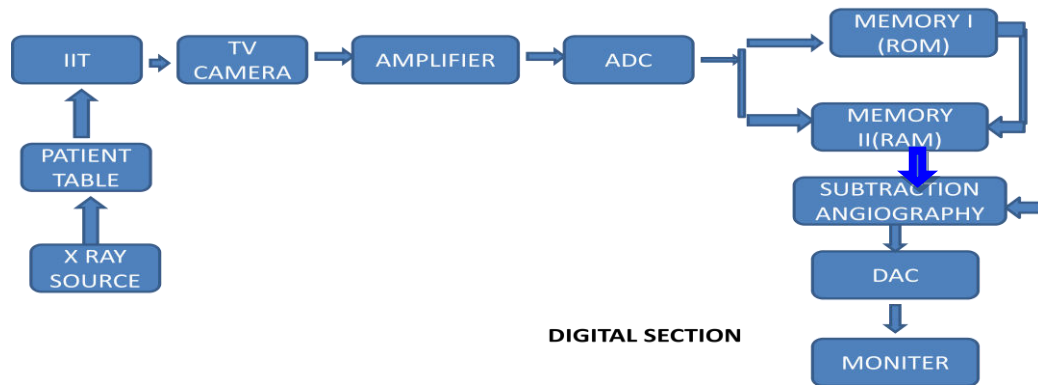 IIT
TV
CAMERA
AMPLIFIER
ADC
MEMORY I
(ROM)
MEMORY
II(RAM)
PATIENT
TABLE
X RAY
SOURCE
SUBTRACTION
ANGIOGRAPHY
DAC
DIGITAL SECTION
MONITER